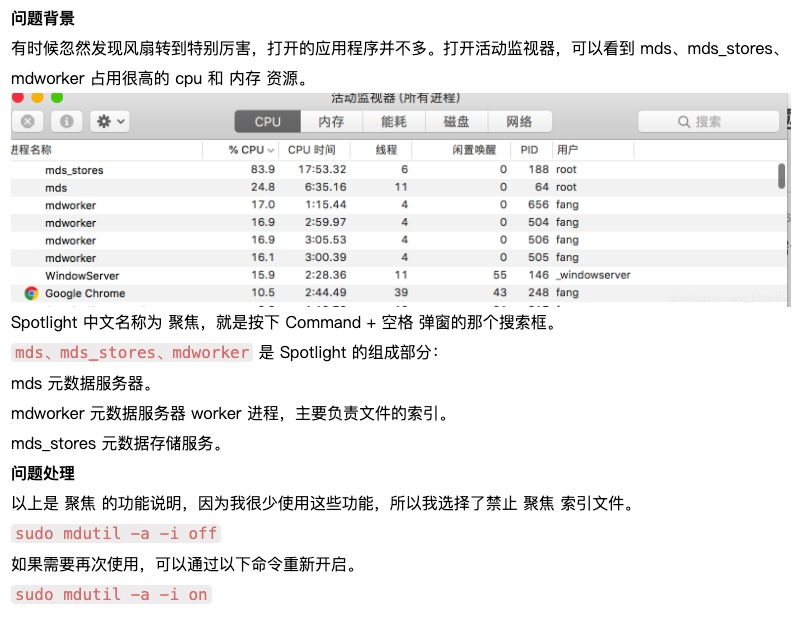 问题背景
有时候忽然发现风扇转到特别厉害，打开的应用程序并不多。打开活动监视器，可以看到 mds、mds_stores、
mdworker 占用很高的 cpu 和 内存 资源。
活动监视器 (所有进程)
CPU 内存 能耗 磁盘 网络 搜索
进程名称 % CPU CPU 时间 线程 闲置唤醒 PID 用户
mds_stores 83.9 17:53.32 6 0 188 root
mds 24.8 6:35.16 11 0 64 root
mdworker 17.0 1:15.44 4 0 656 fang
mdworker 16.9 2:59.97 4 0 504 fang
mdworker 16.9 3:05.53 4 0 506 fang
mdworker 16.1 3:00.39 4 0 505 fang
WindowServer 15.9 2:28.36 11 55 146 _windowserver
Google Chrome 10.5 2:44.49 39 43 248 fang
Spotlight 中文名称为 聚焦，就是按下 Command + 空格 弹窗的那个搜索框。
mds、mds_stores、mdworker 是 Spotlight 的组成部分：
mds 元数据服务器。
mdworker 元数据服务器 worker 进程，主要负责文件的索引。
mds_stores 元数据存储服务。
问题处理
以上是 聚焦 的功能说明，因为我很少使用这些功能，所以我选择了禁止 聚焦 索引文件。
sudo mdutil -a -i off
如果需要再次使用，可以通过以下命令重新开启。
sudo mdutil -a -i on